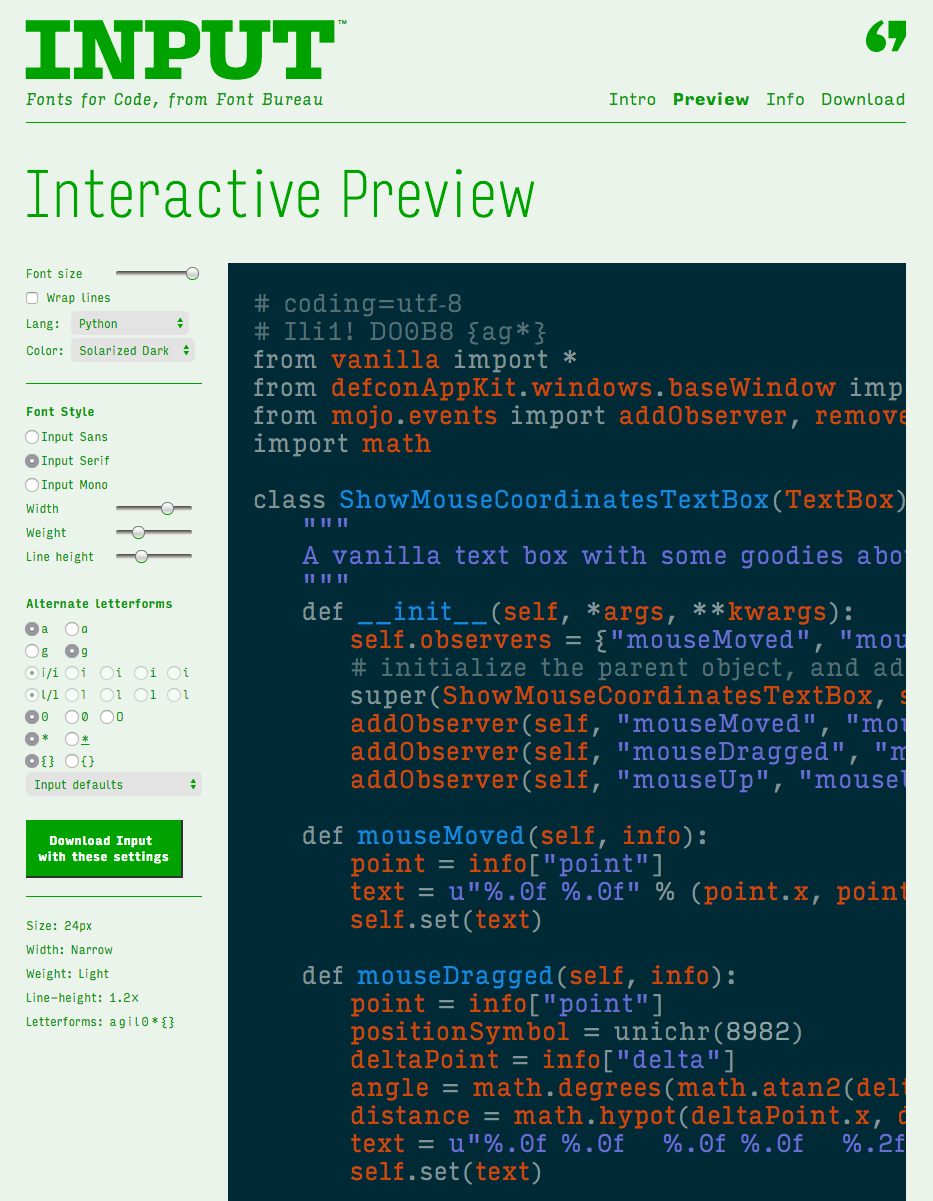 INPUT™
Fonts for Code, from Font Bureau
Intro Preview Info Download
Interactive Preview
Font size
Wrap lines
Lang: Python
Color: Solarized Dark
Font Style
Input Sans
Input Serif
Input Mono
Width
Weight
Line height
Alternate letterforms
a a
g g
i/i i i i i
l/l l l l l
0 0 O
* *
{} {}
Input defaults
Download Input
with these settings
Size: 24px
Width: Narrow
Weight: Light
Line-height: 1.2x
Letterforms: agil0*{}
# coding=utf-8
# Ili1! DO0B8 {ag*}
from vanilla import *
from defconAppKit.windows.baseWindow imp
from mojo.events import addObserver, remove
import math
class ShowMouseCoordinatesTextBox(TextBox)
"""
A vanilla text box with some goodies abo
"""
def __init__(self, *args, **kwargs):
self.observers = {"mouseMoved", "mou
# initialize the parent object, and ad
super(ShowMouseCoordinatesTextBox, s
addObserver(self, "mouseMoved", "mou
addObserver(self, "mouseDragged", "m
addObserver(self, "mouseUp", "mouseU
def mouseMoved(self, info):
point = info["point"]
text = u"%.0f %.0f" % (point.x, point
self.set(text)
def mouseDragged(self, info):
point = info["point"]
positionSymbol = unichr(8982)
deltaPoint = info["delta"]
angle = math.degrees(math.atan2(delt
distance = math.hypot(deltaPoint.x, d
text = u"%.0f %.0f   %.0f %.0f   %.2f
self.set(text)